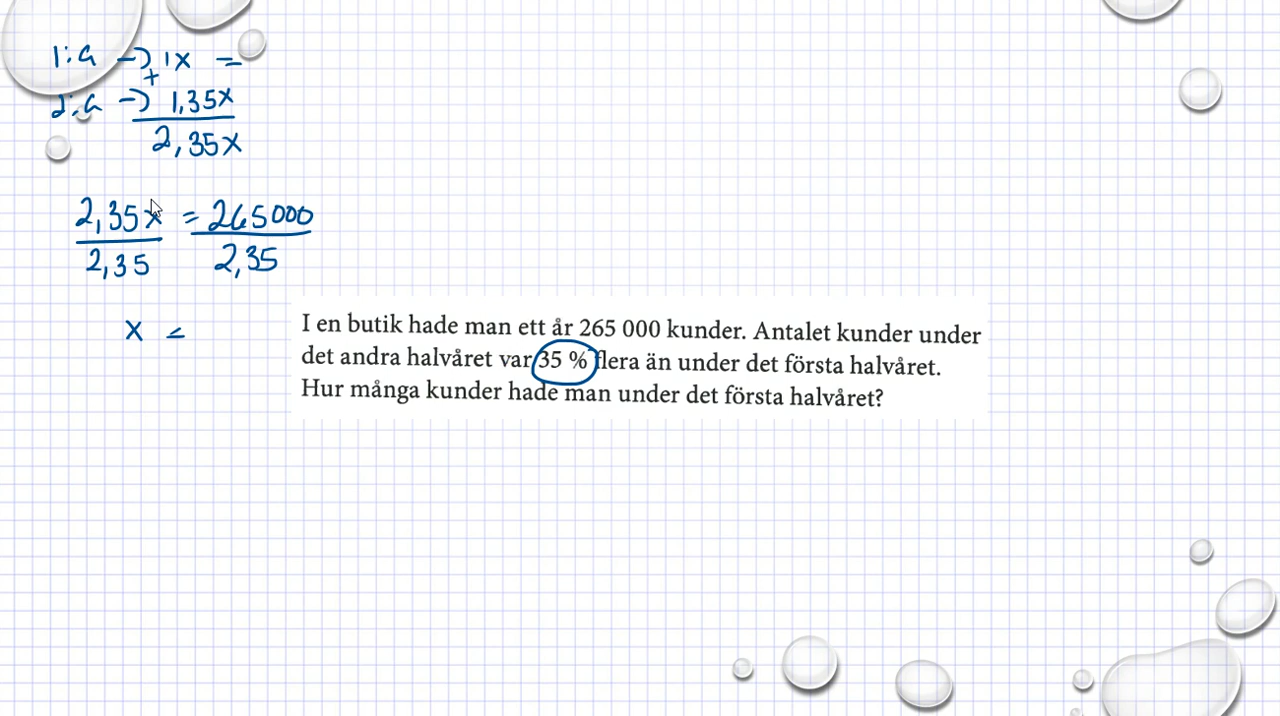 1:a → 1x =
+
2:a → 1,35x
2,35x
2,35x = 265000
2,35 2,35
x =
I en butik hade man ett år 265 000 kunder. Antalet kunder under
det andra halvåret var 35 % flera än under det första halvåret.
Hur många kunder hade man under det första halvåret?